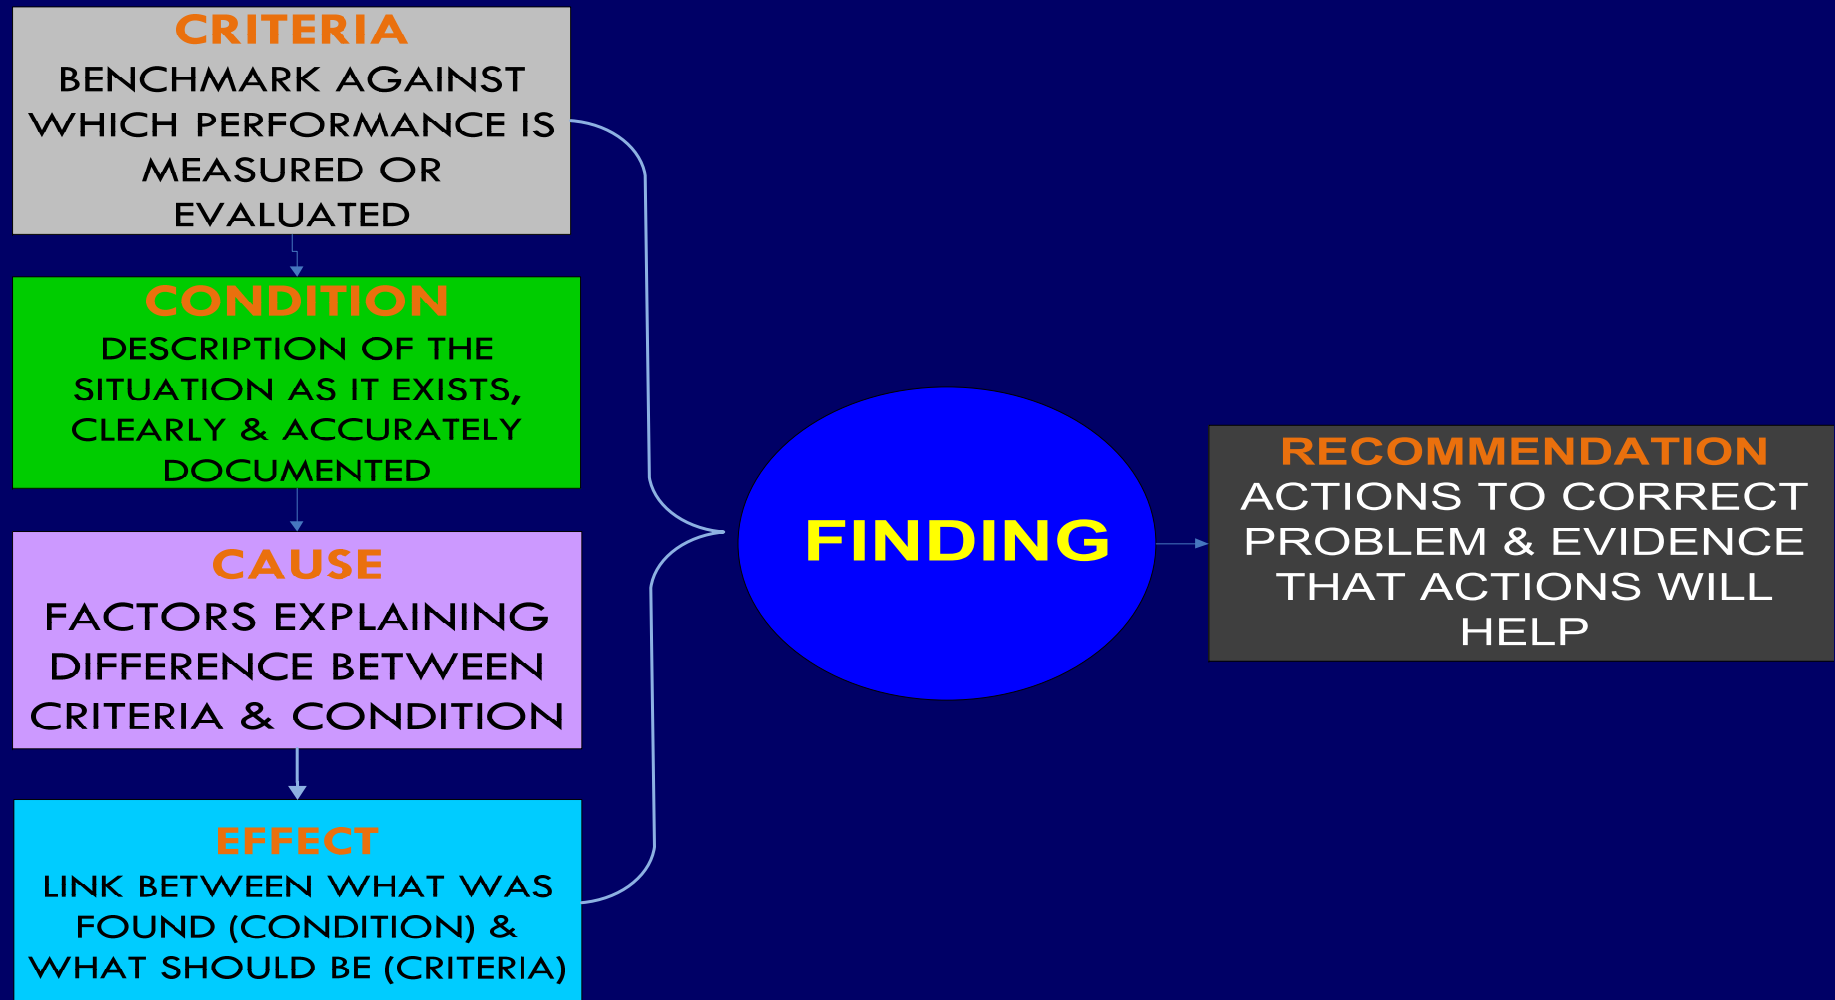 CRITERIA
BENCHMARK AGAINST
WHICH PERFORMANCE IS
MEASURED OR
EVALUATED
CONDITION
DESCRIPTION OF THE
SITUATION AS IT EXISTS,
CLEARLY & ACCURATELY
DOCUMENTED
CAUSE
FACTORS EXPLAINING
DIFFERENCE BETWEEN
CRITERIA & CONDITION
EFFECT
LINK BETWEEN WHAT WAS
FOUND (CONDITION) &
WHAT SHOULD BE (CRITERIA)
FINDING
RECOMMENDATION
ACTIONS TO CORRECT
PROBLEM & EVIDENCE
THAT ACTIONS WILL
HELP